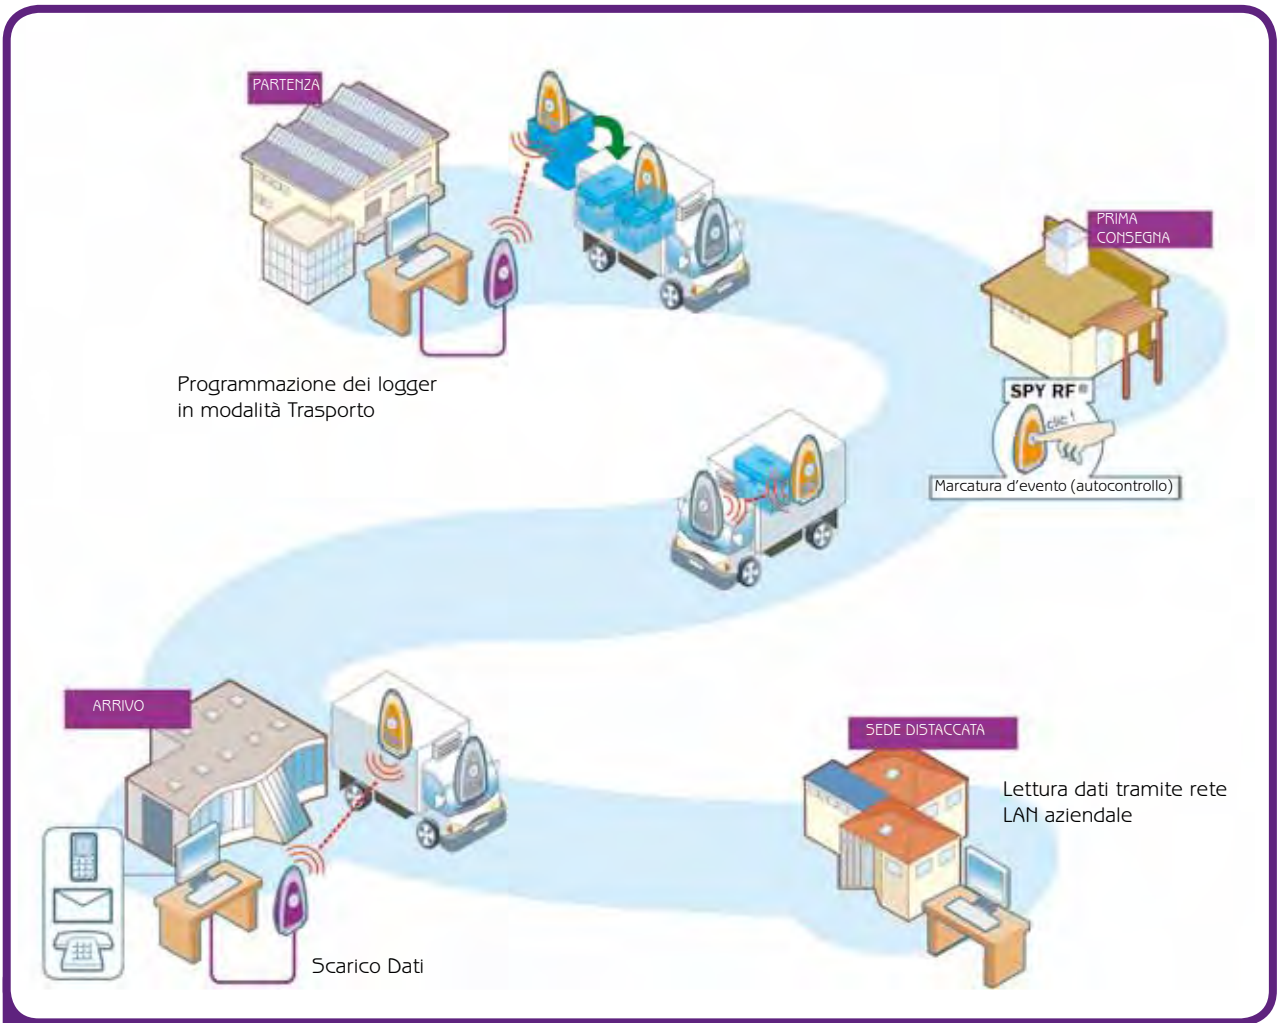 PARTENZA
PRIMA
CONSEGNA
Programmazione dei logger
in modalità Trasporto
SPY RF®
clic !
Marcatura d'evento (autocontrollo)
ARRIVO
SEDE DISTACCATA
Lettura dati tramite rete
LAN aziendale
Scarico Dati